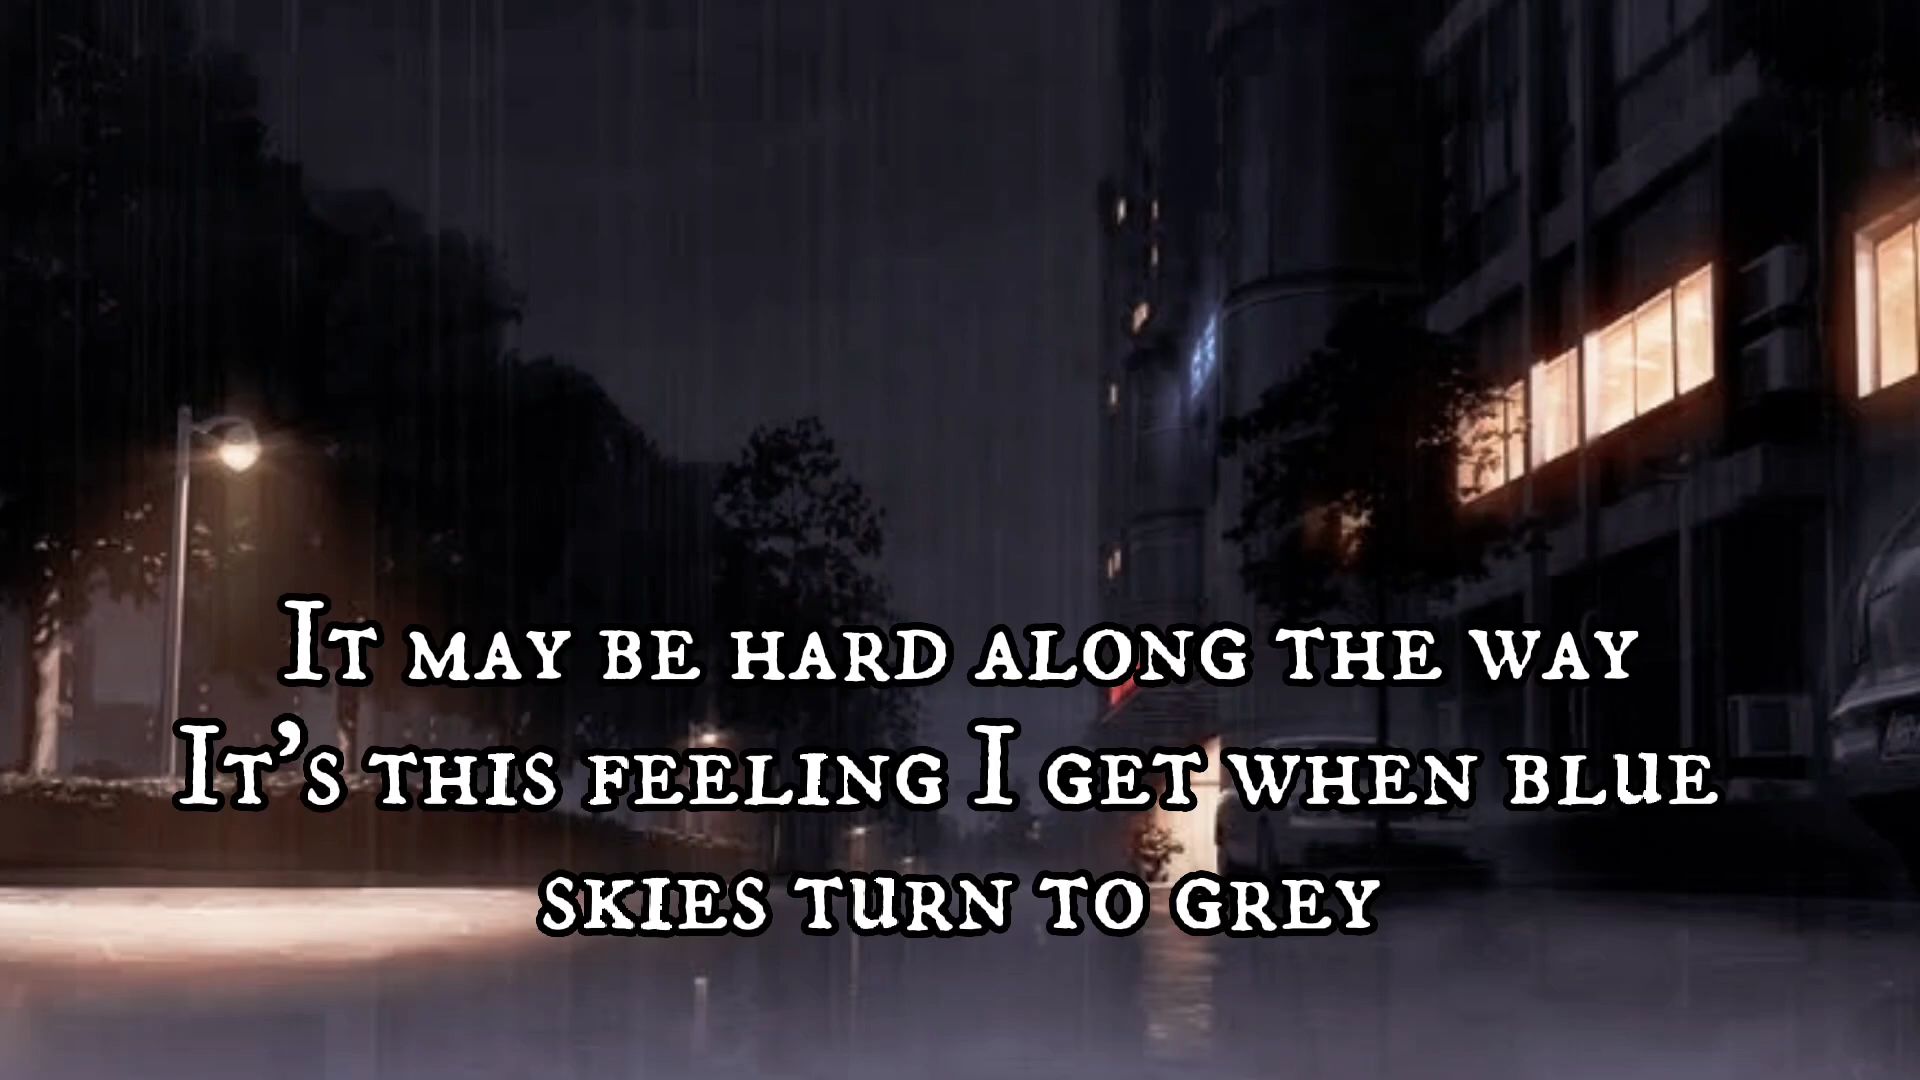 It may be hard along the way
It's this feeling I get when blue
skies turn to grey